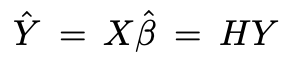 Ŷ = Xβ̂ = HY